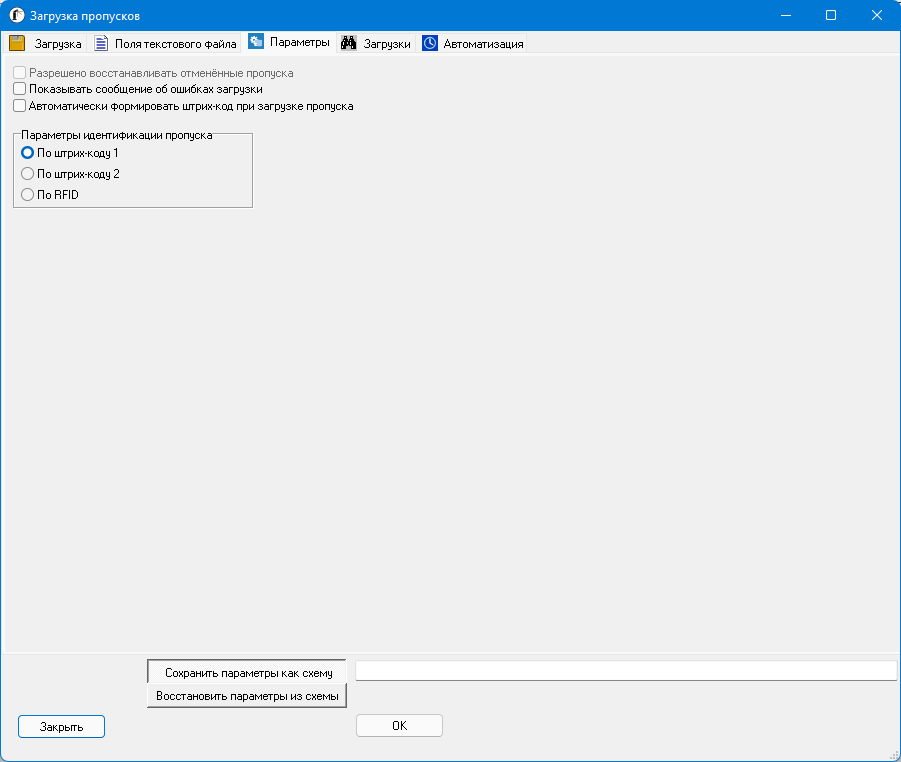 Загрузка пропусков
Загрузка Поля текстового файла Параметры Загрузки Автоматизация
Разрешено восстанавливать отменённые пропуска
Показывать сообщение об ошибках загрузки
Автоматически формировать штрих-код при загрузке пропуска
Параметры идентификации пропуска
По штрих-коду 1
По штрих-коду 2
По RFID
Сохранить параметры как схему
Восстановить параметры из схемы
Закрыть OK